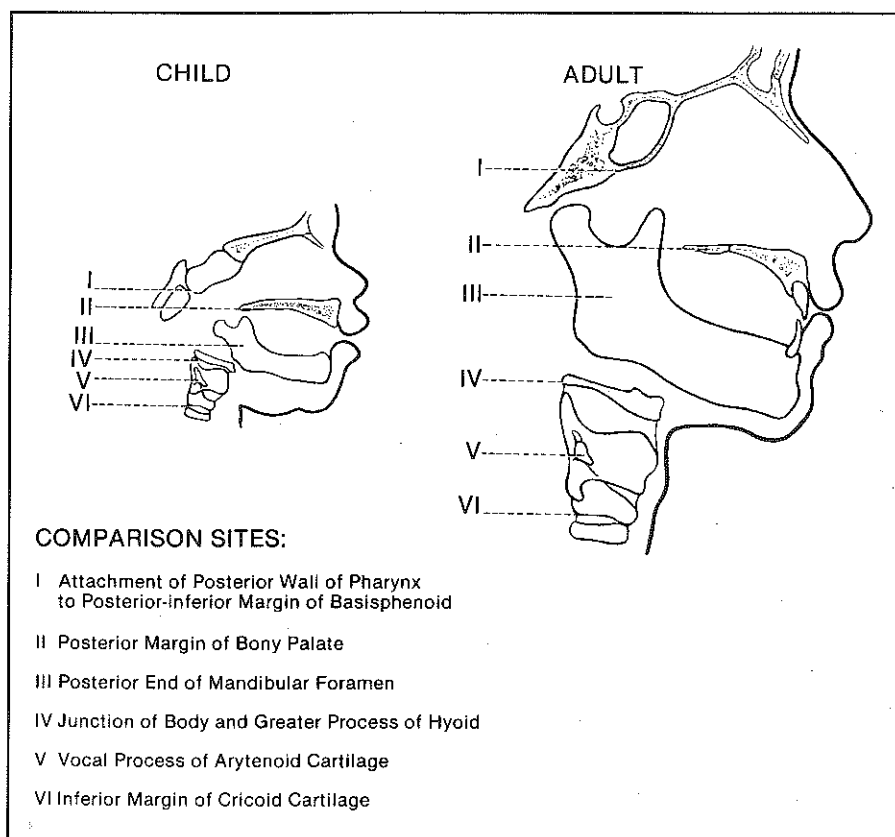 CHILD
ADULT
I
II
III
IV
V
VI
I
II
III
IV
V
VI
COMPARISON SITES:
I Attachment of Posterior Wall of Pharynx
to Posterior-inferior Margin of Basisphenoid
II Posterior Margin of Bony Palate
III Posterior End of Mandibular Foramen
IV Junction of Body and Greater Process of Hyoid
V Vocal Process of Arytenoid Cartilage
VI Inferior Margin of Cricoid Cartilage